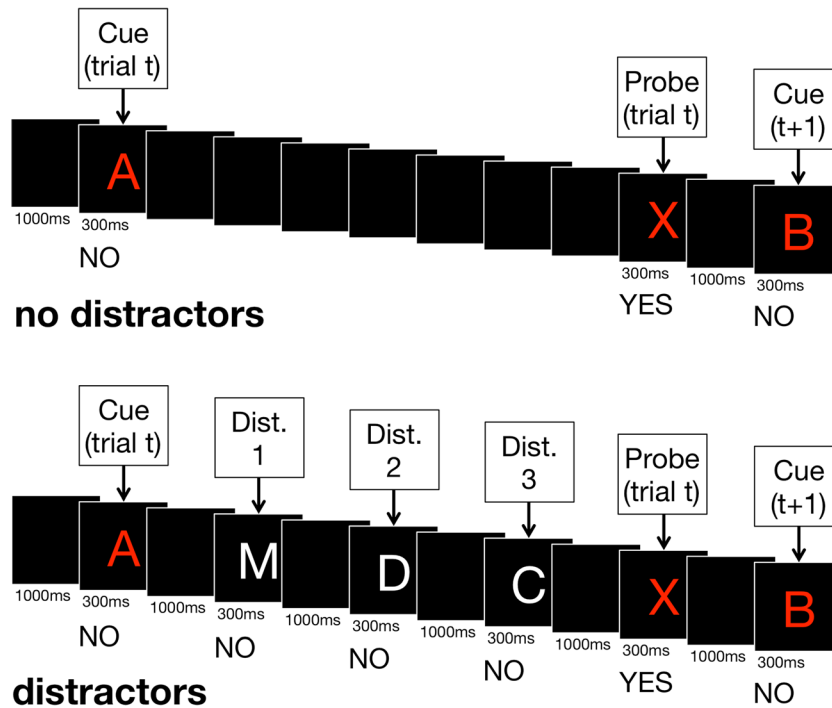 Cue
(trial t)
Probe
(trial t)
Cue
(t+1)
A
X
B
1000ms
300ms
300ms
1000ms
300ms
NO
YES
NO
no distractors
Cue
(trial t)
Dist.
1
Dist.
2
Dist.
3
Probe
(trial t)
Cue
(t+1)
A
M
D
C
X
B
1000ms
300ms
1000ms
300ms
1000ms
300ms
1000ms
300ms
1000ms
300ms
1000ms
300ms
NO
NO
NO
NO
YES
NO
distractors